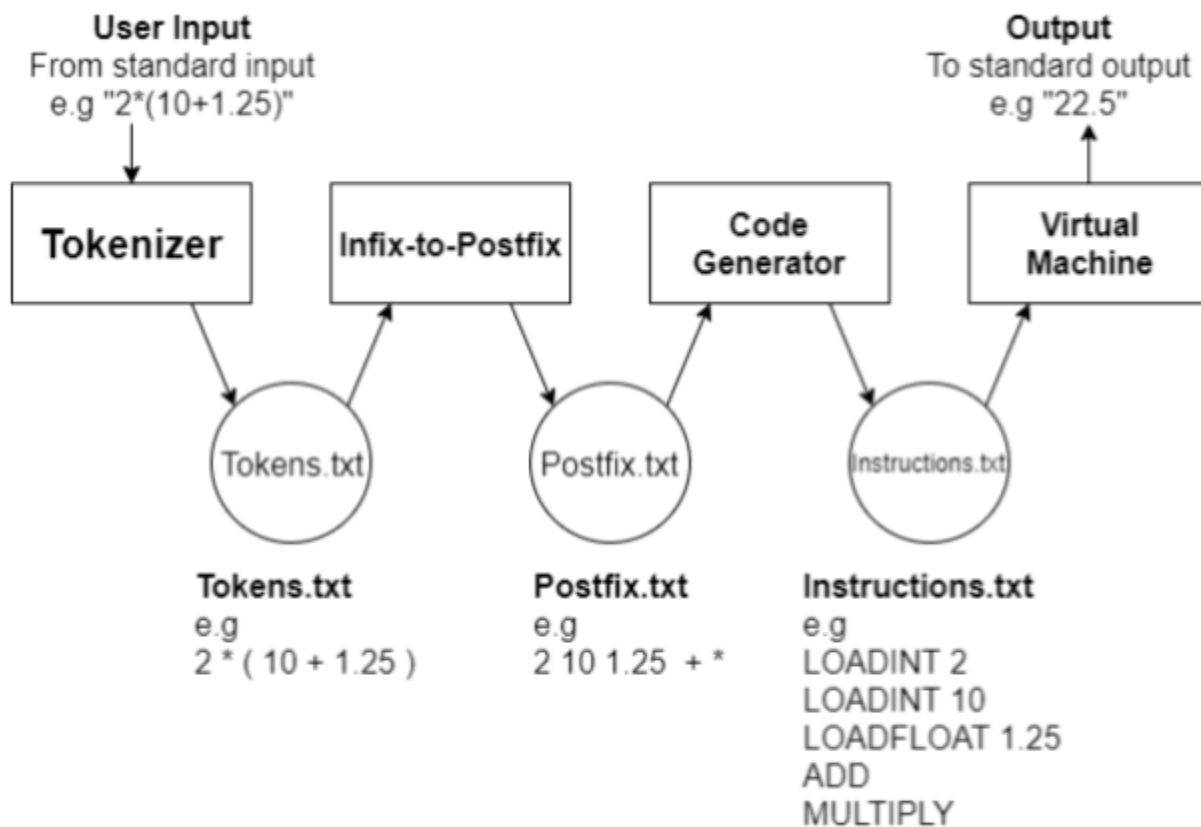 User Input
From standard input
e.g "2*(10+1.25)"
Output
To standard output
e.g "22.5"
Tokenizer
Infix-to-Postfix
Code
Generator
Virtual
Machine
Tokens.txt
Postfix.txt
Instructions.txt
Tokens.txt
e.g
2 * ( 10 + 1.25 )
Postfix.txt
e.g
2 10 1.25 + *
Instructions.txt
e.g
LOADINT 2
LOADINT 10
LOADFLOAT 1.25
ADD
MULTIPLY